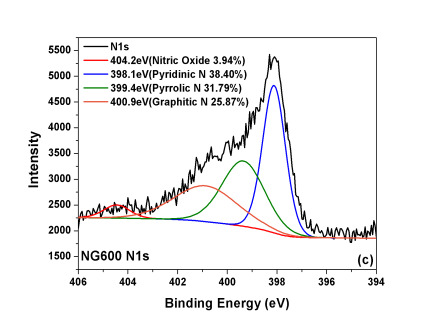 N1s
404.2eV(Nitric Oxide 3.94%)
398.1eV(Pyridinic N 38.40%)
399.4eV(Pyrrolic N 31.79%)
400.9eV(Graphitic N 25.87%)
5500
5000
4500
4000
3500
3000
2500
2000
1500
Intensity
NG600 N1s
(c)
406 404 402 400 398 396 394
Binding Energy (eV)